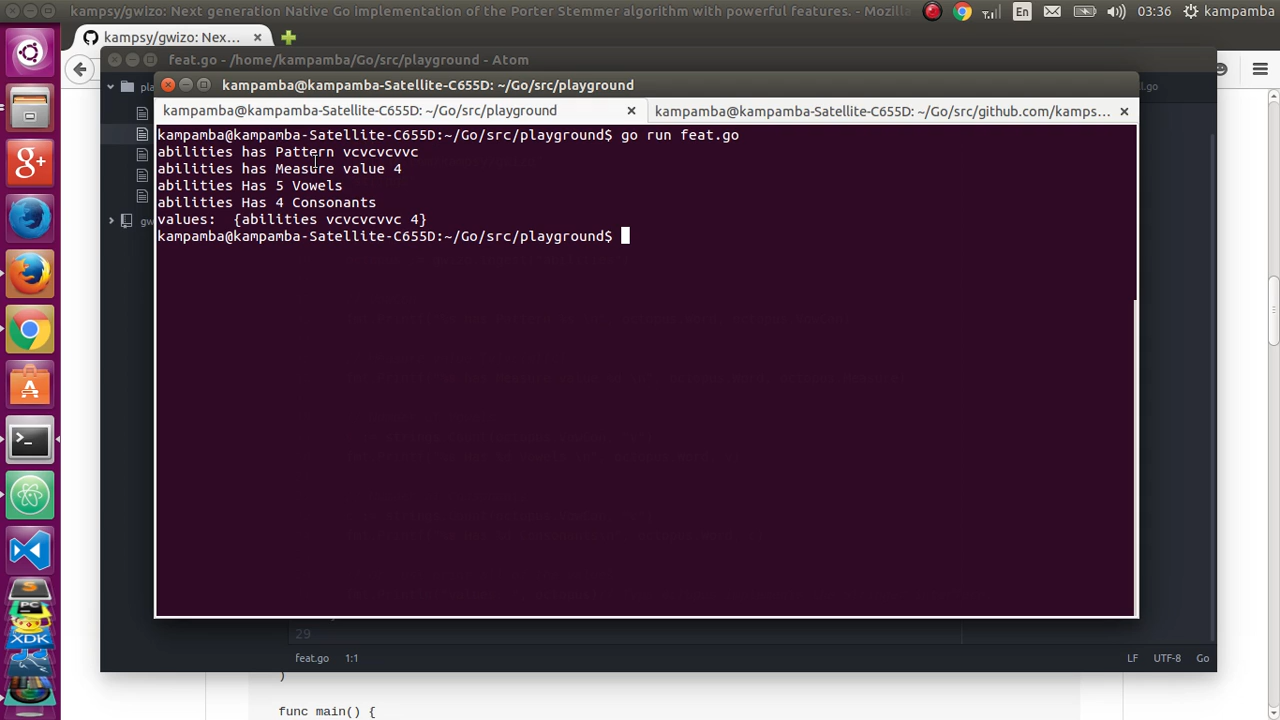 kampsy/gwizo: Next generation Native Go implementation of the Porter Stemmer algorithm with powerful features. - Mozilla
En
03:36
kampamba
kampsy/gwizo: Nex...
feat.go - /home/kampamba/Go/src/playground - Atom
kampamba@kampamba-Satellite-C655D: ~/Go/src/playground
kampamba@kampamba-Satellite-C655D: ~/Go/src/playground
kampamba@kampamba-Satellite-C655D: ~/Go/src/github.com/kamps...
kampamba@kampamba-Satellite-C655D:~/Go/src/playground$ go run feat.go
abilities has Pattern vcvcvcvvc
abilities has Measure value 4
abilities Has 5 Vowels
abilities Has 4 Consonants
values:  {abilities vcvcvcvvc 4}
kampamba@kampamba-Satellite-C655D:~/Go/src/playground$
29
feat.go 1:1
LF UTF-8 Go
}
func main() {
PC
XDK